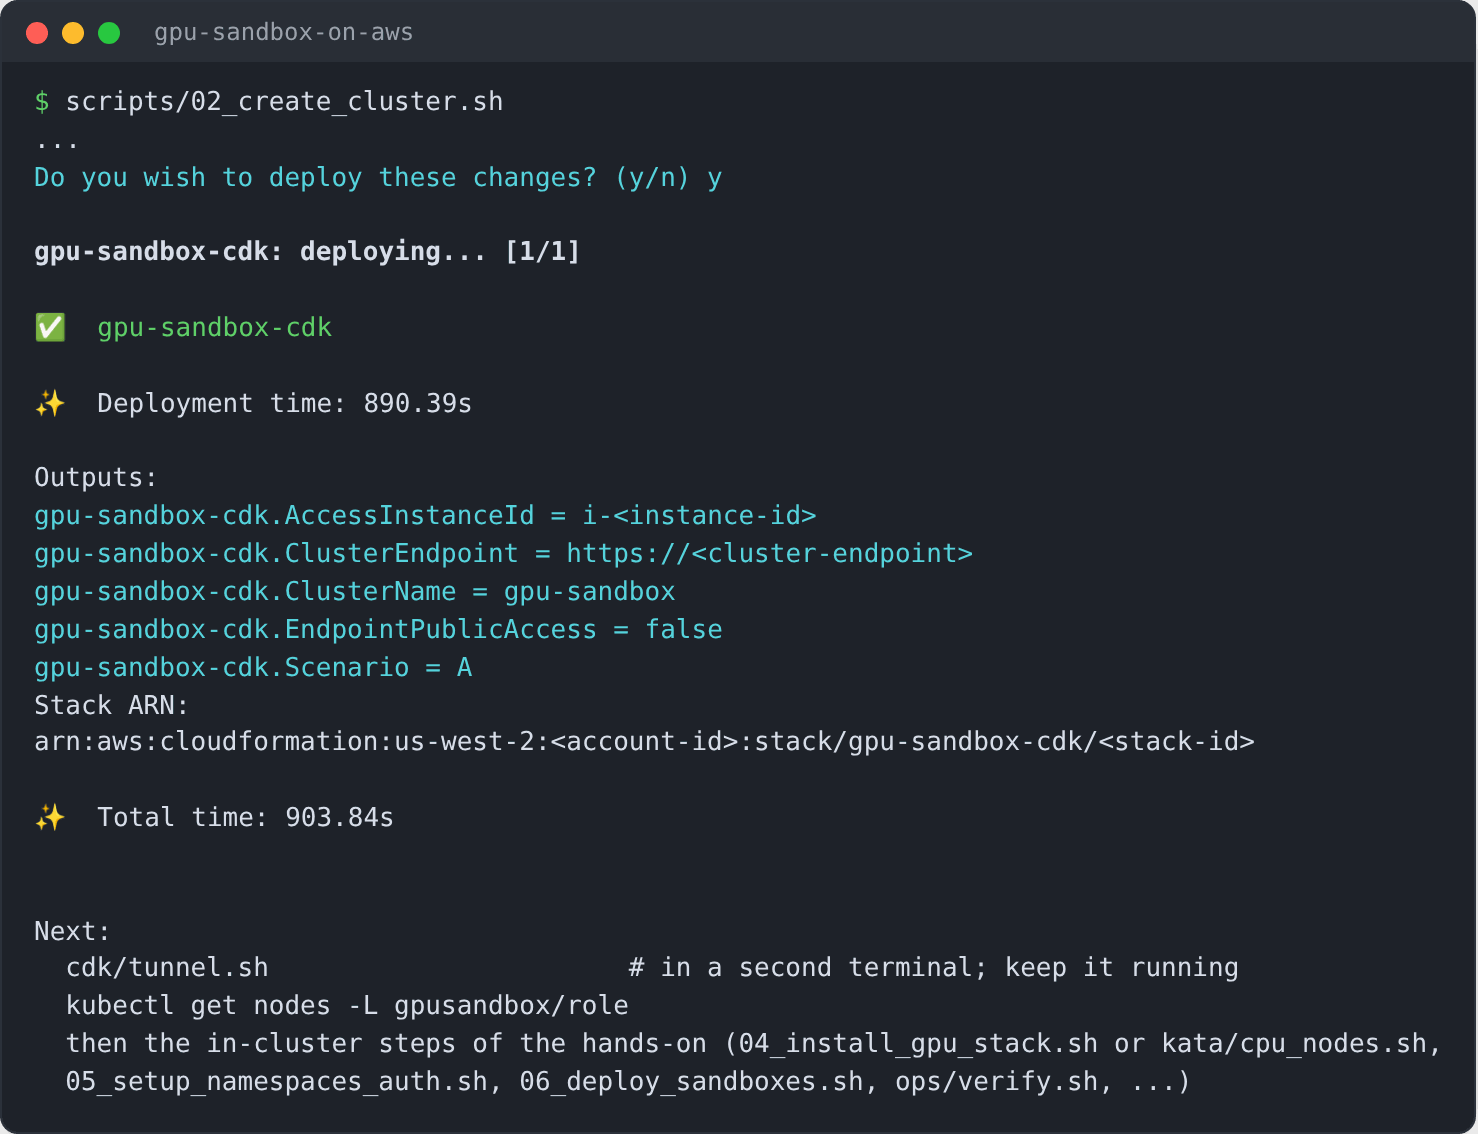 gpu-sandbox-on-aws
$ scripts/02_create_cluster.sh
...
Do you wish to deploy these changes? (y/n) y
gpu-sandbox-cdk: deploying... [1/1]
✅  gpu-sandbox-cdk
✨  Deployment time: 890.39s
Outputs:
gpu-sandbox-cdk.AccessInstanceId = i-<instance-id>
gpu-sandbox-cdk.ClusterEndpoint = https://<cluster-endpoint>
gpu-sandbox-cdk.ClusterName = gpu-sandbox
gpu-sandbox-cdk.EndpointPublicAccess = false
gpu-sandbox-cdk.Scenario = A
Stack ARN:
arn:aws:cloudformation:us-west-2:<account-id>:stack/gpu-sandbox-cdk/<stack-id>
✨  Total time: 903.84s
Next:
  cdk/tunnel.sh                       # in a second terminal; keep it running
  kubectl get nodes -L gpusandbox/role
  then the in-cluster steps of the hands-on (04_install_gpu_stack.sh or kata/cpu_nodes.sh,
  05_setup_namespaces_auth.sh, 06_deploy_sandboxes.sh, ops/verify.sh, ...)